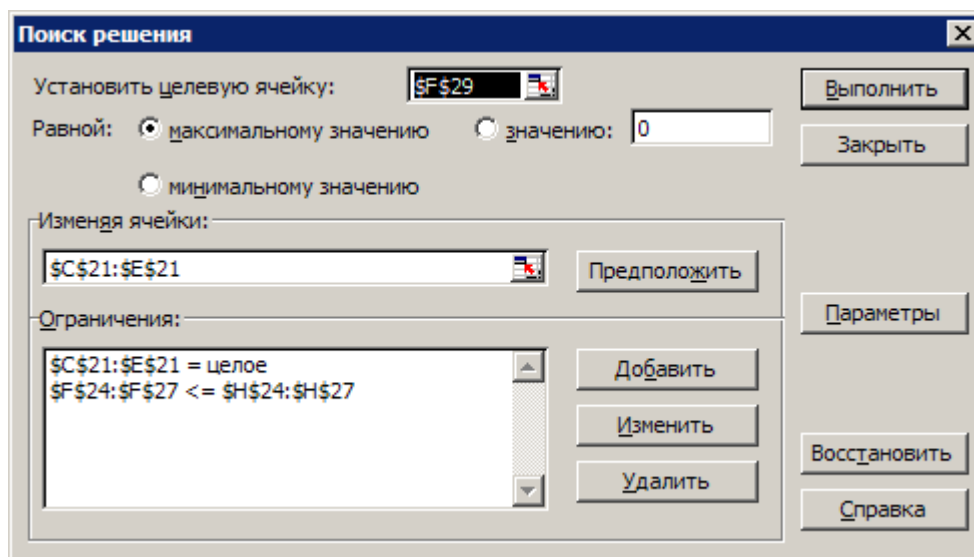 Поиск решения
Установить целевую ячейку: $F$29
Выполнить
Равной: максимальному значению значению: 0
Закрыть
минимальному значению
Изменяя ячейки:
$C$21:$E$21
Предположить
Ограничения:
Параметры
$C$21:$E$21 = целое
$F$24:$F$27 <= $H$24:$H$27
Добавить
Изменить
Удалить
Восстановить
Справка